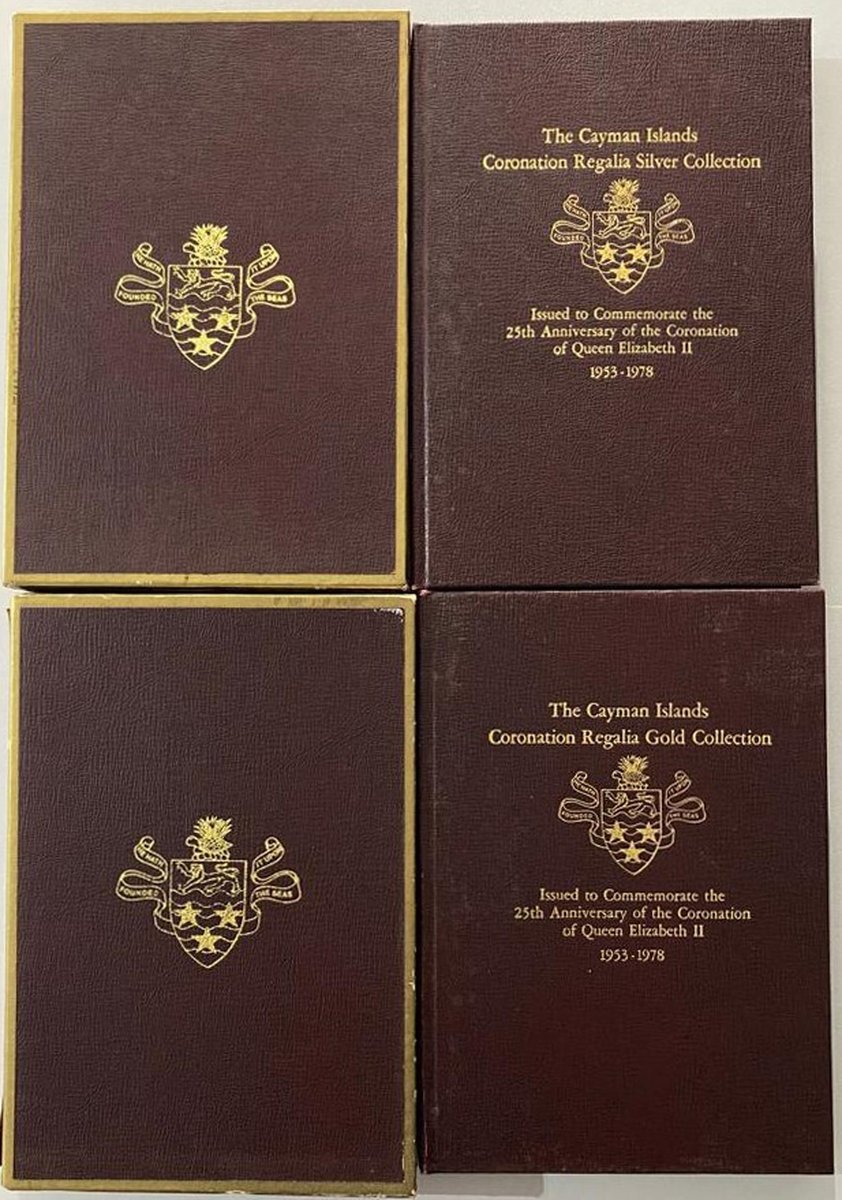 HE HATH
IT UPON
FOUNDED
THE SEAS
The Cayman Islands
Coronation Regalia Silver Collection
HE HATH
IT UPON
FOUNDED
THE SEAS
Issued to Commemorate the
25th Anniversary of the Coronation
of Queen Elizabeth II
1953-1978
HE HATH
IT UPON
FOUNDED
THE SEAS
The Cayman Islands
Coronation Regalia Gold Collection
HE HATH
IT UPON
FOUNDED
THE SEAS
Issued to Commemorate the
25th Anniversary of the Coronation
of Queen Elizabeth II
1953-1978